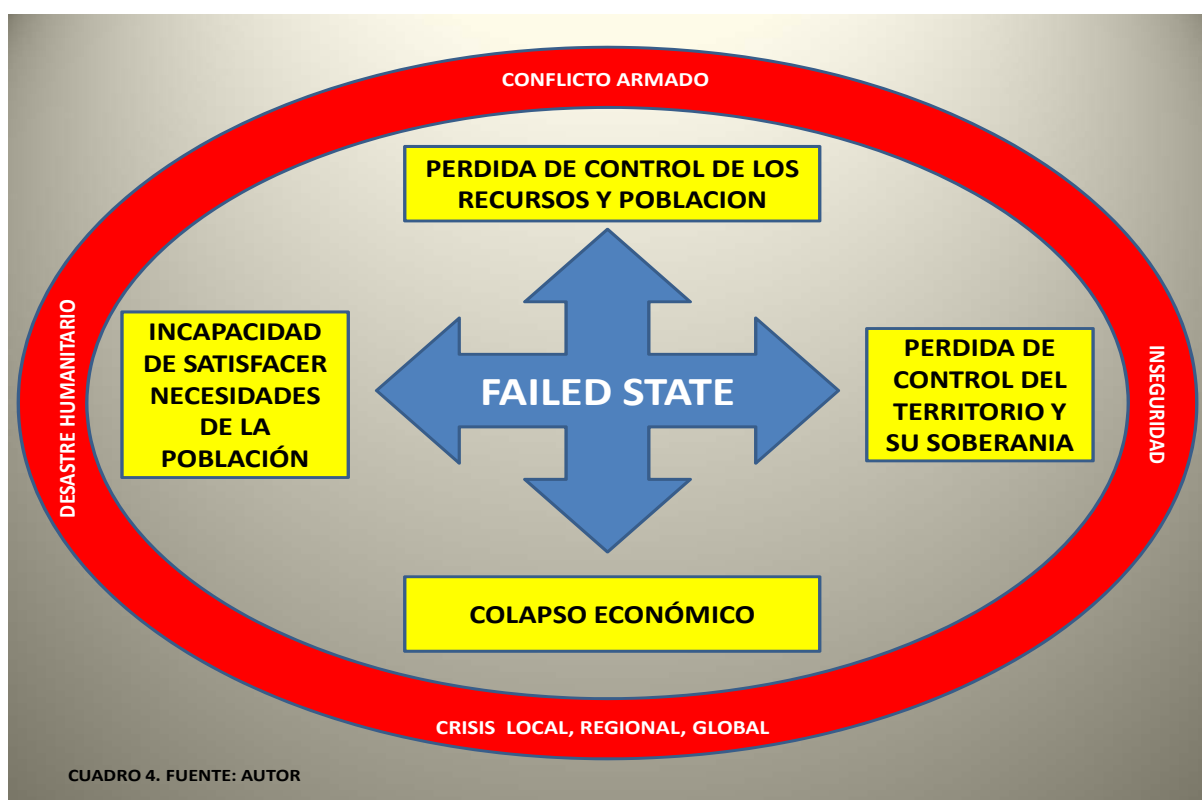 CONFLICTO ARMADO
PERDIDA DE CONTROL DE LOS
RECURSOS Y POBLACION
DESASTRE HUMANITARIO
INCAPACIDAD
DE SATISFACER
NECESIDADES
DE LA
POBLACIÓN
FAILED STATE
PERDIDA DE
CONTROL DEL
TERRITORIO Y
SU SOBERANIA
INSEGURIDAD
COLAPSO ECONÓMICO
CRISIS LOCAL, REGIONAL, GLOBAL
CUADRO 4. FUENTE: AUTOR